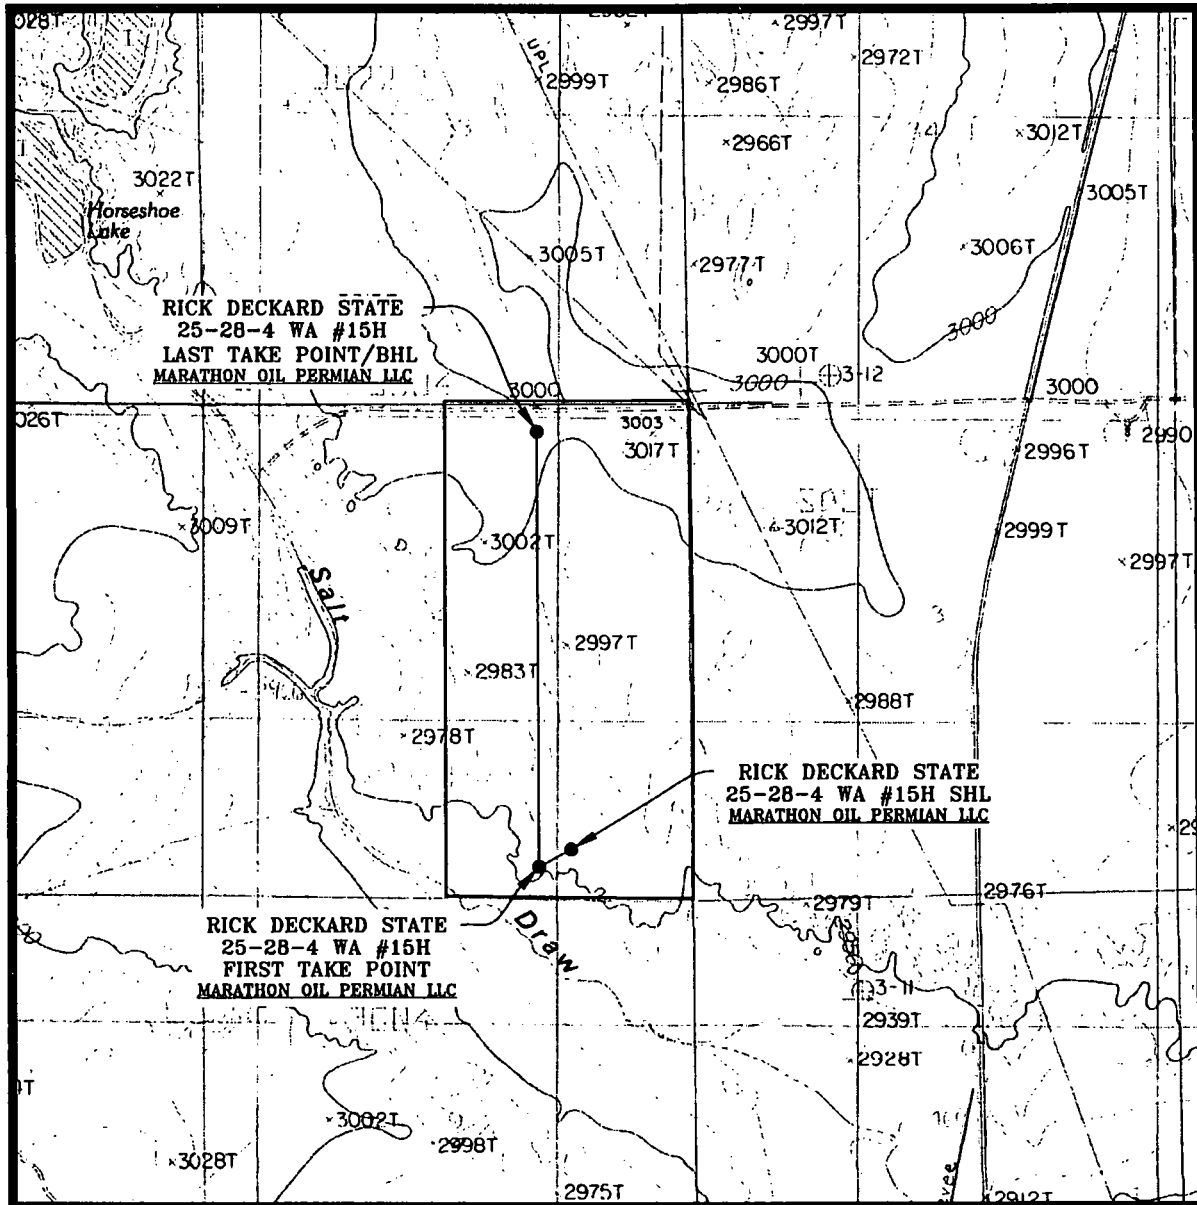 3028T
2997T
2972T
UPL
2999T
2986T
3012T
2966T
3022T
3005T
Horseshoe
Lake
3005T
3006T
2977T
3000
RICK DECKARD STATE
25-28-4 WA #15H
LAST TAKE POINT/BHL
MARATHON OIL PERMIAN LLC
3000T
3-12
3000
3000
3000
3026T
3003
3017T
2990
2996T
3009T
3002T
3012T
2999T
2997T
Salt
2997T
2983T
2988T
2978T
RICK DECKARD STATE
25-28-4 WA #15H SHL
MARATHON OIL PERMIAN LLC
2976T
2979T
RICK DECKARD STATE
25-28-4 WA #15H
FIRST TAKE POINT
MARATHON OIL PERMIAN LLC
Draw
3-11
2939T
2928T
3002T
2998T
3028T
2975T
2912T